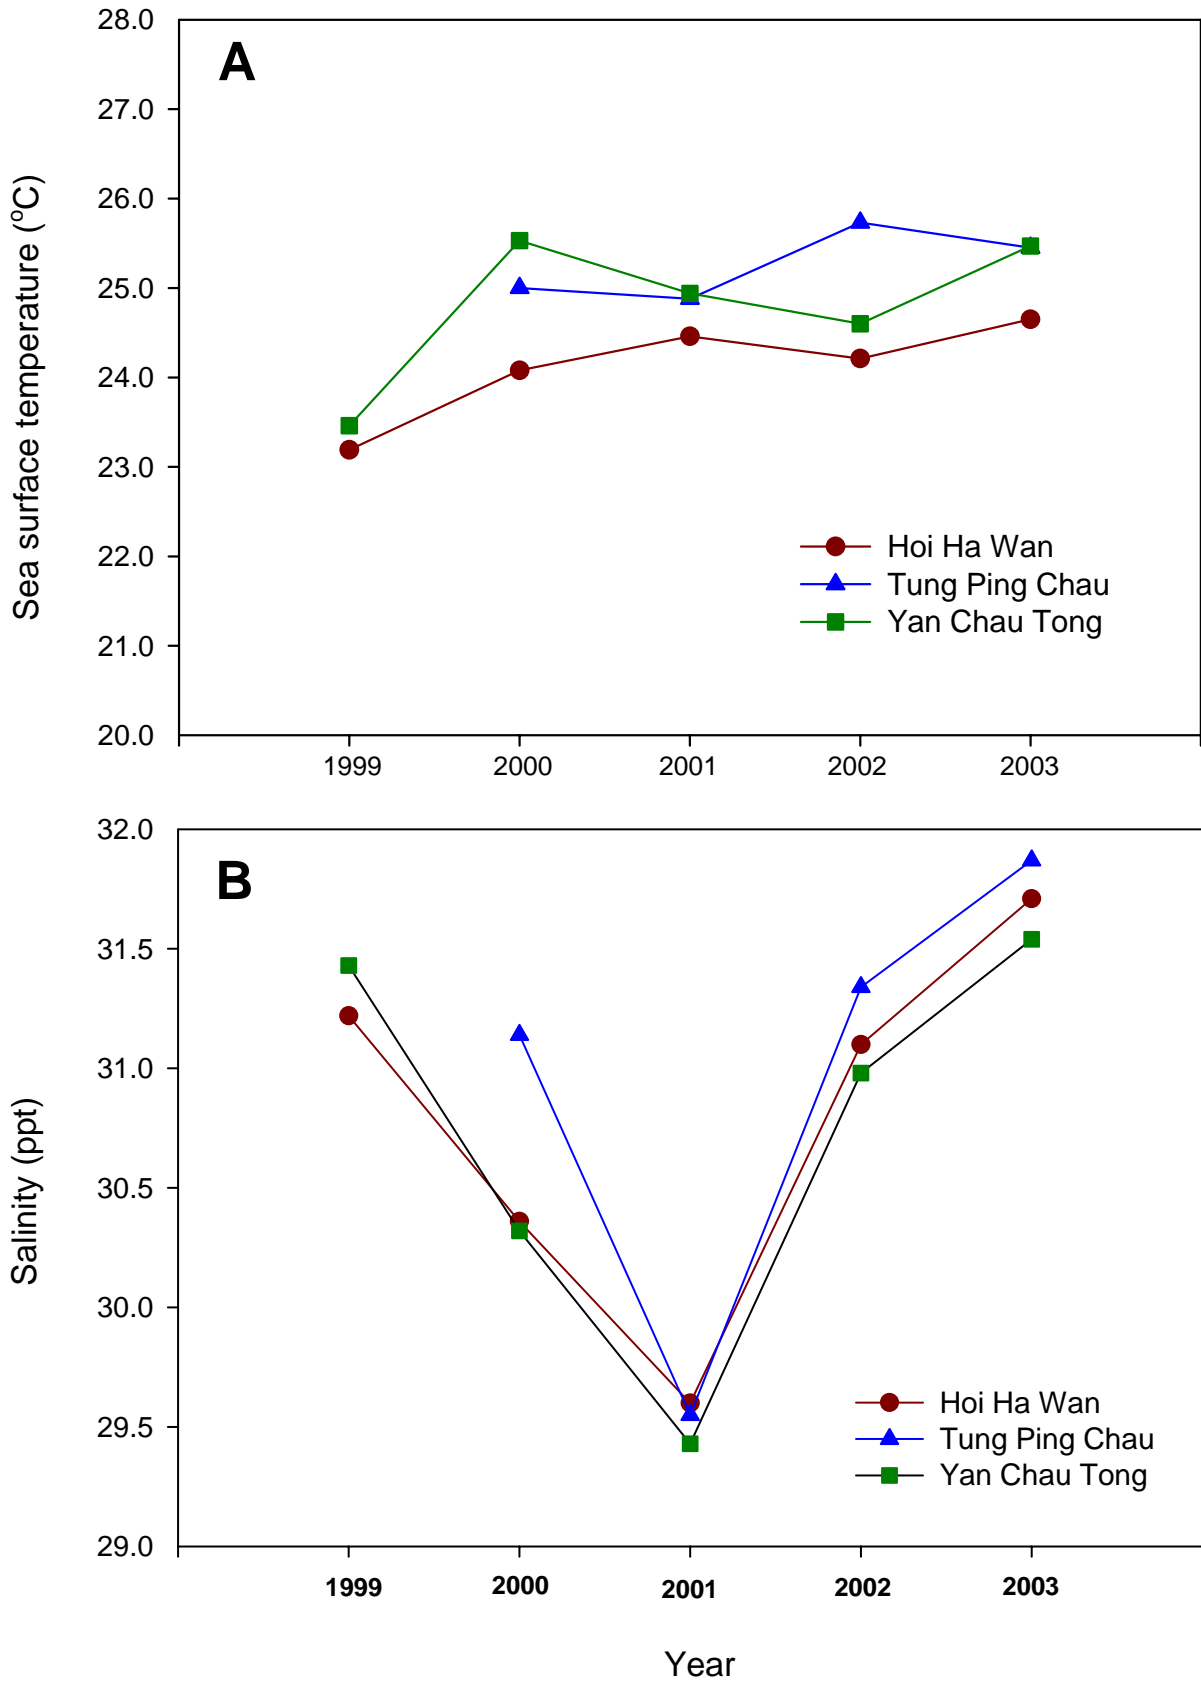 28.0
A
27.0
26.0
25.0
24.0
23.0
22.0
21.0
20.0
Sea surface temperature (°C)
Hoi Ha Wan
Tung Ping Chau
Yan Chau Tong
1999 2000 2001 2002 2003
32.0
B
31.5
31.0
30.5
30.0
29.5
29.0
Salinity (ppt)
Hoi Ha Wan
Tung Ping Chau
Yan Chau Tong
1999 2000 2001 2002 2003
Year